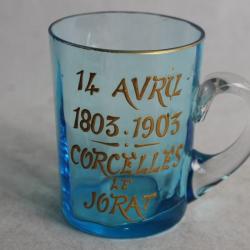 14 AVRIL
1803.1903
CORCELLES
LE
JORAT